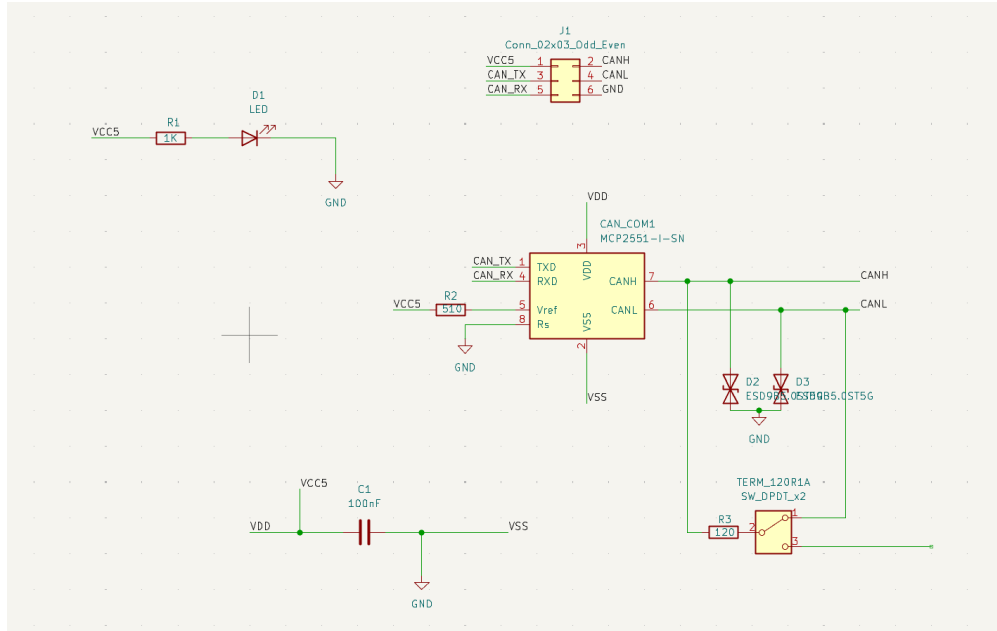 J1
Conn_02x03_Odd_Even
VCC5 1 2 CANH
CAN_TX 3 4 CANL
CAN_RX 5 6 GND
D1
LED
R1
VCC5 1K
GND
VDD
CAN_COM1
MCP2551-I-SN
3
CAN_TX 1 TXD VDD
CAN_RX 4 RXD CANH 7 CANH
R2
VCC5 510 5 Vref CANL 6 CANL
8 Rs VSS
GND
2
VSS
D2 D3
GND
VCC5
C1
100nF
VDD VSS
GND
TERM_120R1A
SW_DPDT_x2
R3
120 2 1
3